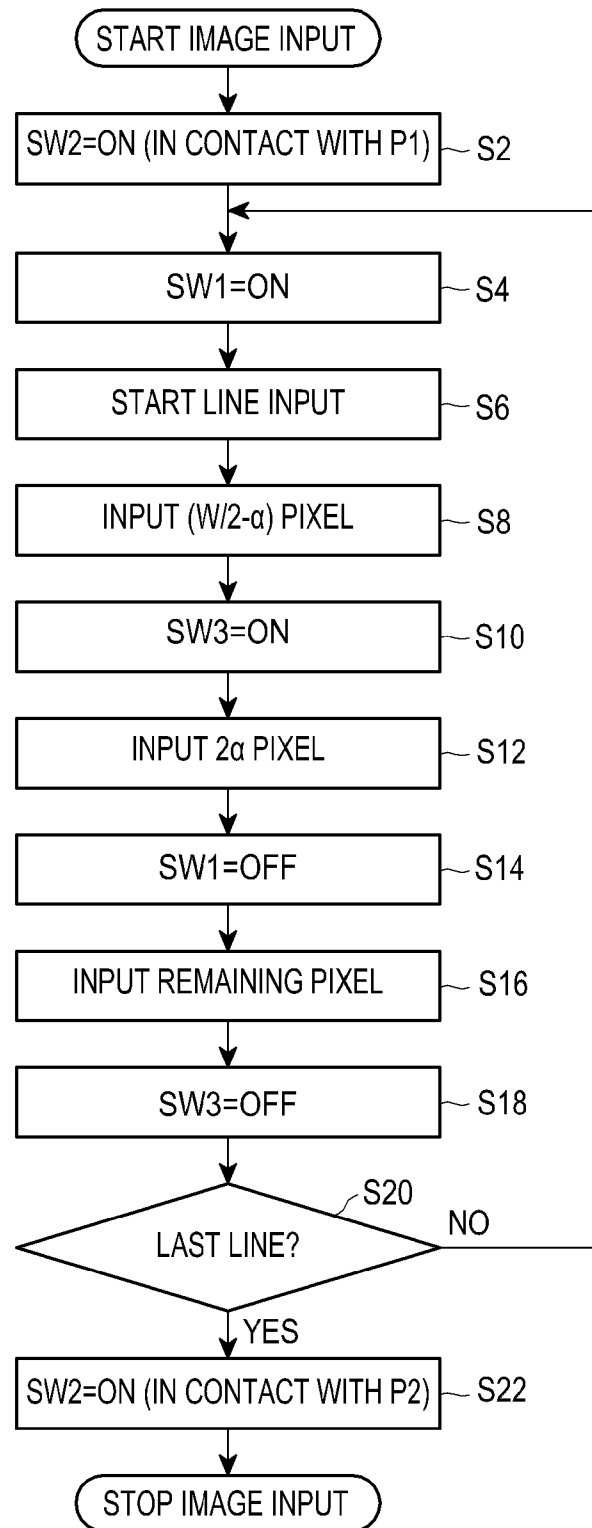 START IMAGE INPUT
SW2=ON (IN CONTACT WITH P1)
S2
SW1=ON
S4
START LINE INPUT
S6
INPUT (W/2-α) PIXEL
S8
SW3=ON
S10
INPUT 2α PIXEL
S12
SW1=OFF
S14
INPUT REMAINING PIXEL
S16
SW3=OFF
S18
S20
LAST LINE?
NO
YES
SW2=ON (IN CONTACT WITH P2)
S22
STOP IMAGE INPUT